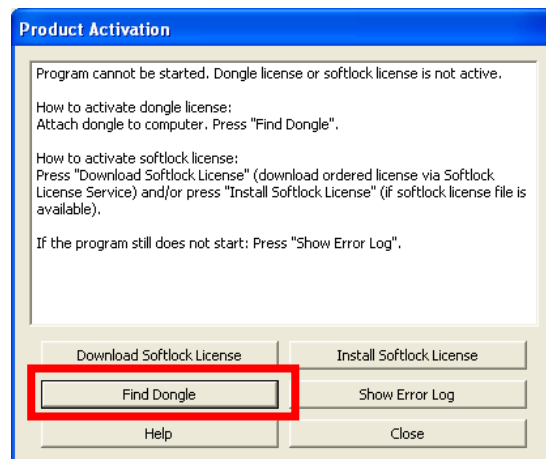 Product Activation
Program cannot be started. Dongle license or softlock license is not active.
How to activate dongle license:
Attach dongle to computer. Press "Find Dongle".
How to activate softlock license:
Press "Download Softlock License" (download ordered license via Softlock
License Service) and/or press "Install Softlock License" (if softlock license file is
available).
If the program still does not start: Press "Show Error Log".
Download Softlock License
Install Softlock License
Find Dongle
Show Error Log
Help
Close